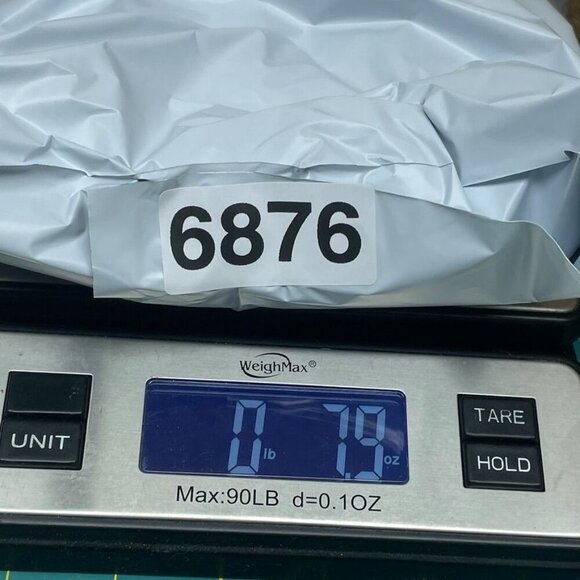 6876
WeighMax®
UNIT
0 lb 7.9 oz
TARE
HOLD
Max:90LB d=0.1OZ